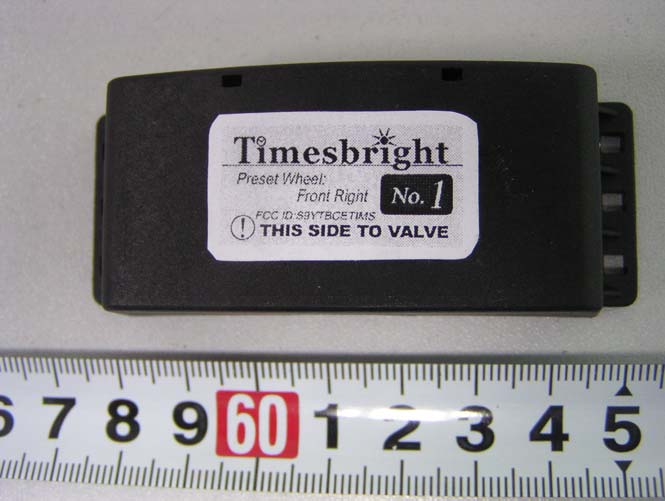 Timesbright
Preset Wheel:
Front Right No. 1
FCC ID:S9YTBCETIMS
! THIS SIDE TO VALVE
6 7 8 9 60 1 2 3 4 5